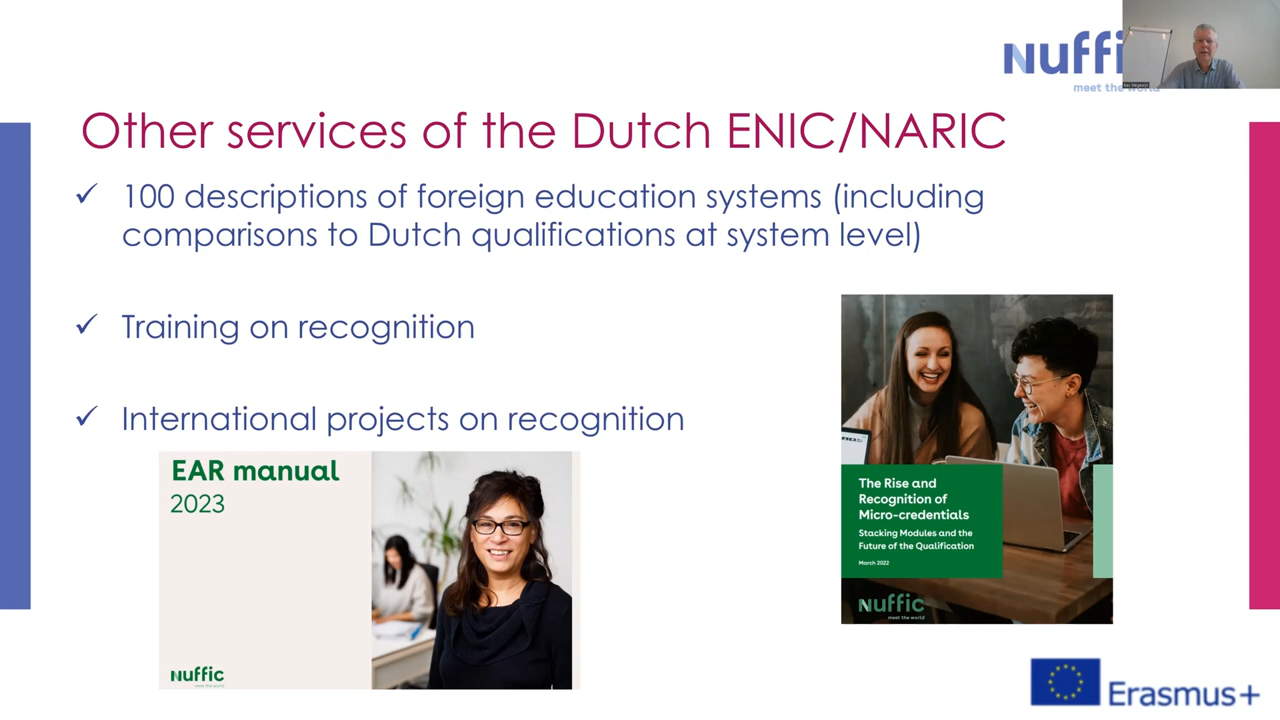 Nuffi
meet the world
Other services of the Dutch ENIC/NARIC
✓ 100 descriptions of foreign education systems (including
comparisons to Dutch qualifications at system level)
✓ Training on recognition
✓ International projects on recognition
EAR manual
2023
Nuffic
meet the world
The Rise and
Recognition of
Micro-credentials
Stacking Modules and the
Future of the Qualification
March 2022
Nuffic
meet the world
Erasmus+